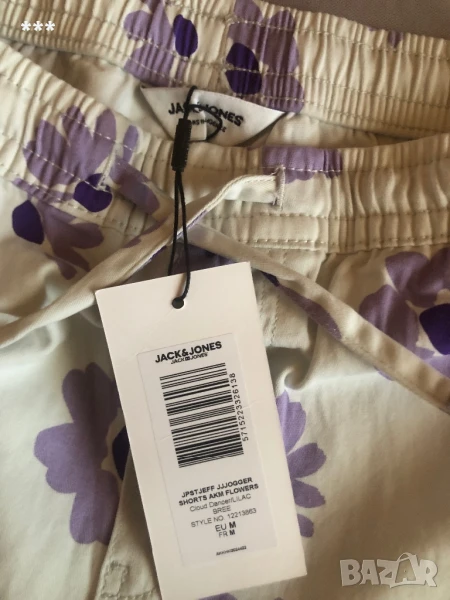 ***
JACK&JONES
JACK&JONES
JACK&JONES
5715223326138
JPSTJEFF JJJOGGER
SHORTS AKM FLOWERS
Cloud Dancer/LILAC
BREE
STYLE NO. 12213863
EU M
FR M
BAZAR